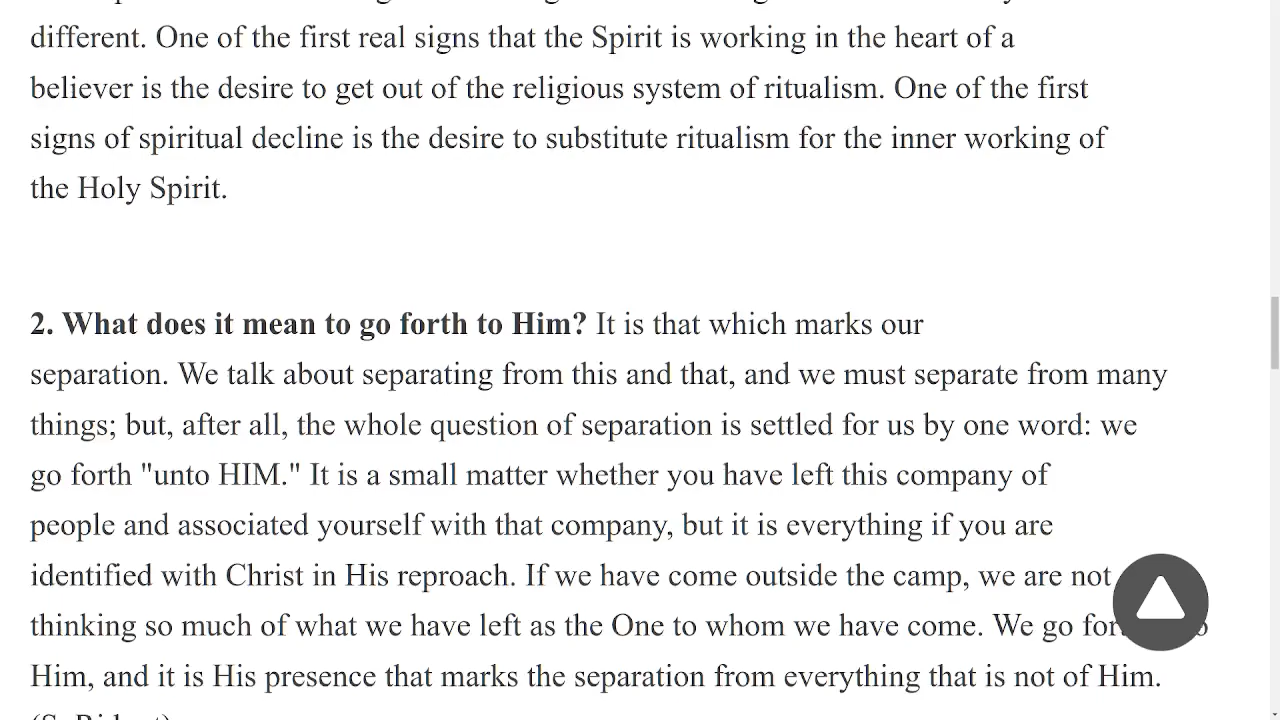 different. One of the first real signs that the Spirit is working in the heart of a
believer is the desire to get out of the religious system of ritualism. One of the first
signs of spiritual decline is the desire to substitute ritualism for the inner working of
the Holy Spirit.
2. What does it mean to go forth to Him? It is that which marks our
separation. We talk about separating from this and that, and we must separate from many
things; but, after all, the whole question of separation is settled for us by one word: we
go forth "unto HIM." It is a small matter whether you have left this company of
people and associated yourself with that company, but it is everything if you are
identified with Christ in His reproach. If we have come outside the camp, we are not
thinking so much of what we have left as the One to whom we have come. We go
Him, and it is His presence that marks the separation from everything that is not of Him.